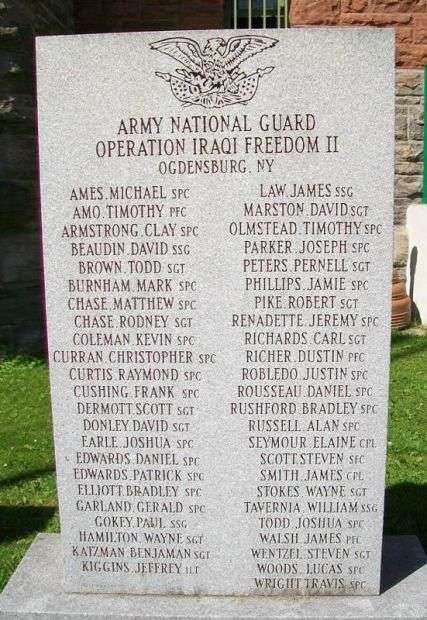 ARMY NATIONAL GUARD
OPERATION IRAQI FREEDOM II
OGDENSBURG, NY
AMES, MICHAEL SPC
AMO, TIMOTHY PFC
ARMSTRONG, CLAY SPC
BEAUDIN, DAVID SSG
BROWN, TODD SGT
BURNHAM, MARK SPC
CHASE, MATTHEW SPC
CHASE, RODNEY SGT
COLEMAN, KEVIN SPC
CURRAN, CHRISTOPHER SPC
CURTIS, RAYMOND SPC
CUSHING, FRANK SPC
DERMOTT, SCOTT SGT
DONLEY, DAVID SGT
EARLE, JOSHUA SPC
EDWARDS, DANIEL SPC
EDWARDS, PATRICK SPC
ELLIOTT, BRADLEY SPC
GARLAND, GERALD SPC
GOKEY, PAUL SSG
HAMILTON, WAYNE SGT
KATZMAN, BENJAMAN SGT
KIGGINS, JEFFREY 1LT
LAW, JAMES SSG
MARSTON, DAVID SGT
OLMSTEAD, TIMOTHY SPC
PARKER, JOSEPH SPC
PETERS, PERNELL SGT
PHILLIPS, JAMIE SPC
PIKE, ROBERT SGT
RENADETTE, JEREMY SPC
RICHARDS, CARL SGT
RICHER, DUSTIN PFC
ROBLEDO, JUSTIN SPC
ROUSSEAU, DANIEL SPC
RUSHFORD, BRADLEY SPC
RUSSELL, ALAN SPC
SEYMOUR, ELAINE CPL
SCOTT, STEVEN SFC
SMITH, JAMES CPL
STOKES, WAYNE SGT
TAVERNIA, WILLIAM SSG
TODD, JOSHUA SPC
WALSH, JAMES PFC
WENTZEL, STEVEN SGT
WOODS, LUCAS SPC
WRIGHT, TRAVIS SPC